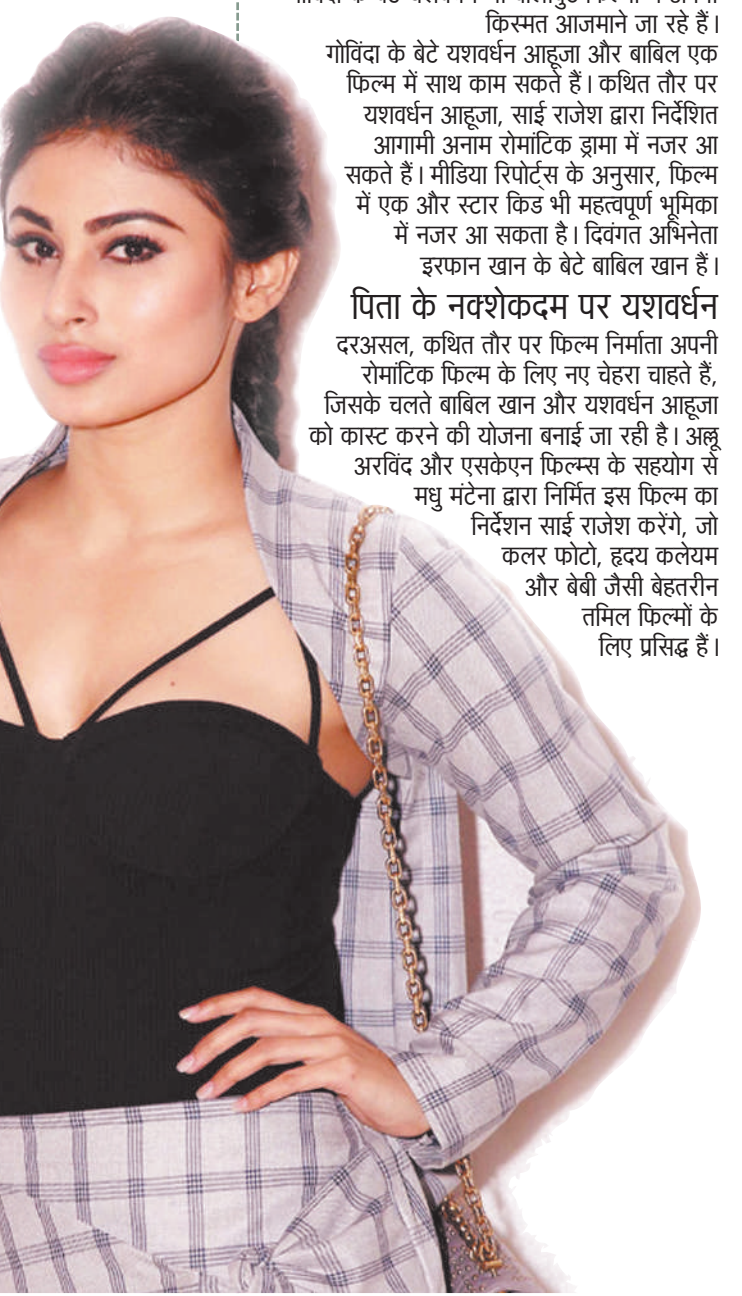 किस्मत आजमाने जा रहे हैं।
गोविंदा के बेटे यशवर्धन आहूजा और बाबिल एक
फिल्म में साथ काम सकते हैं। कथित तौर पर
यशवर्धन आहूजा, साई राजेश द्वारा निर्देशित
आगामी अनाम रोमांटिक ड्रामा में नजर आ
सकते हैं। मीडिया रिपोर्ट्स के अनुसार, फिल्म
में एक और स्टार किड भी महत्वपूर्ण भूमिका
में नजर आ सकता है। दिवंगत अभिनेता
इरफान खान के बेटे बाबिल खान हैं।
पिता के नक्शेकदम पर यशवर्धन
दरअसल, कथित तौर पर फिल्म निर्माता अपनी
रोमांटिक फिल्म के लिए नए चेहरा चाहते हैं,
जिसके चलते बाबिल खान और यशवर्धन आहूजा
को कास्ट करने की योजना बनाई जा रही है। अल्लू
अरविंद और एसकेएन फिल्म्स के सहयोग से
मधु मंटेना द्वारा निर्मित इस फिल्म का
निर्देशन साई राजेश करेंगे, जो
कलर फोटो, हृदय कलेयम
और बेबी जैसी बेहतरीन
तमिल फिल्मों के
लिए प्रसिद्ध हैं।